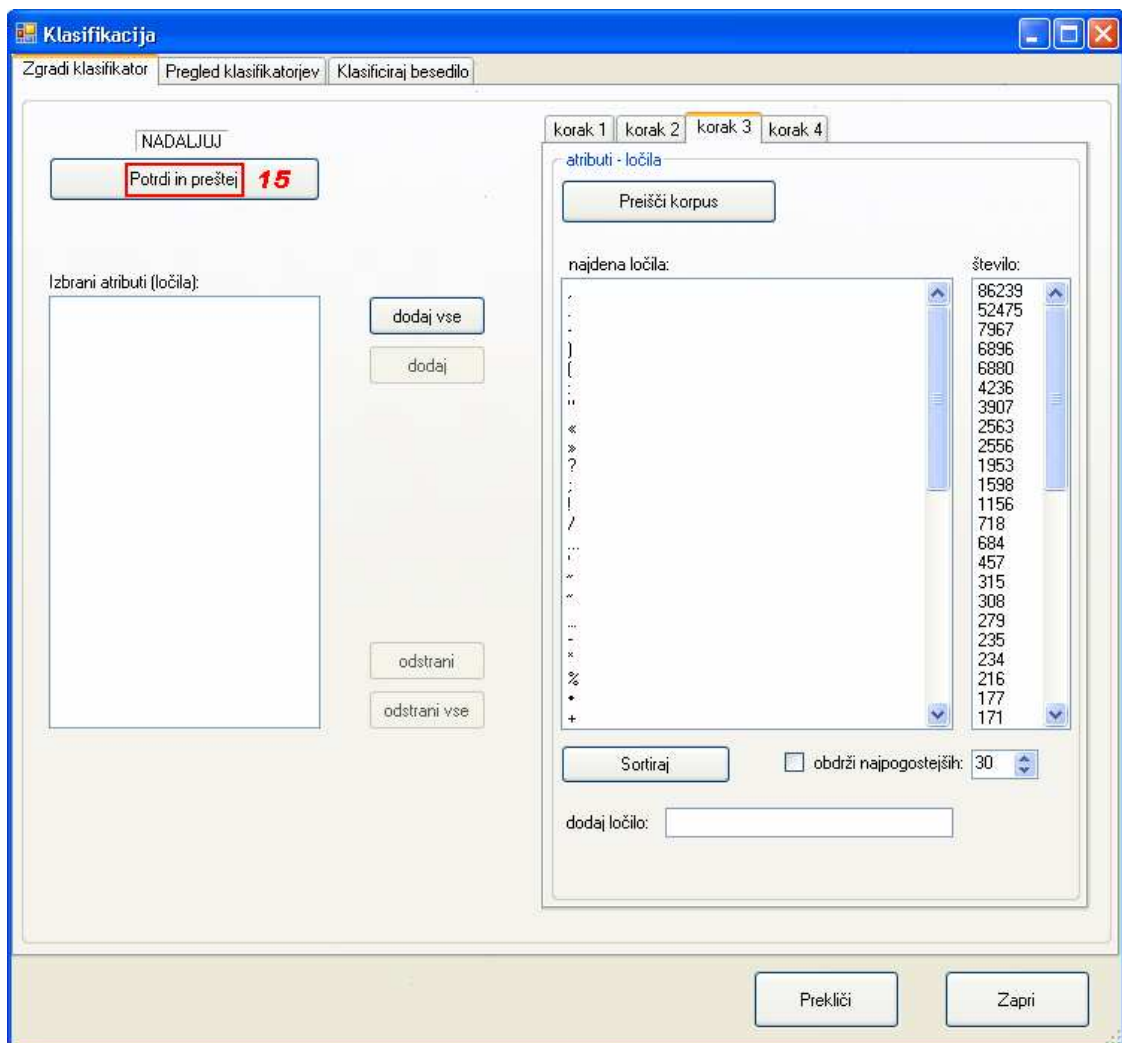 Klasifikacija
Zgradi klasifikator
Pregled klasifikatorjev
Klasificiraj besedilo
NADALJUJ
Potrdi in preštej 15
Izbrani atributi (ločila):
dodaj vse
dodaj
odstrani
odstrani vse
korak 1
korak 2
korak 3
korak 4
atributi - ločila
Preišči korpus
najdena ločila:
,
.
-
)
(
:
"
«
»
?
;
!
/
...
'
…
-
*
%
•
+
število:
86239
52475
7967
6896
6880
4236
3907
2563
2556
1953
1598
1156
718
684
457
315
308
279
235
234
216
177
171
Sortiraj
obdrži najpogostejših: 30
dodaj ločilo:
Prekliči
Zapri